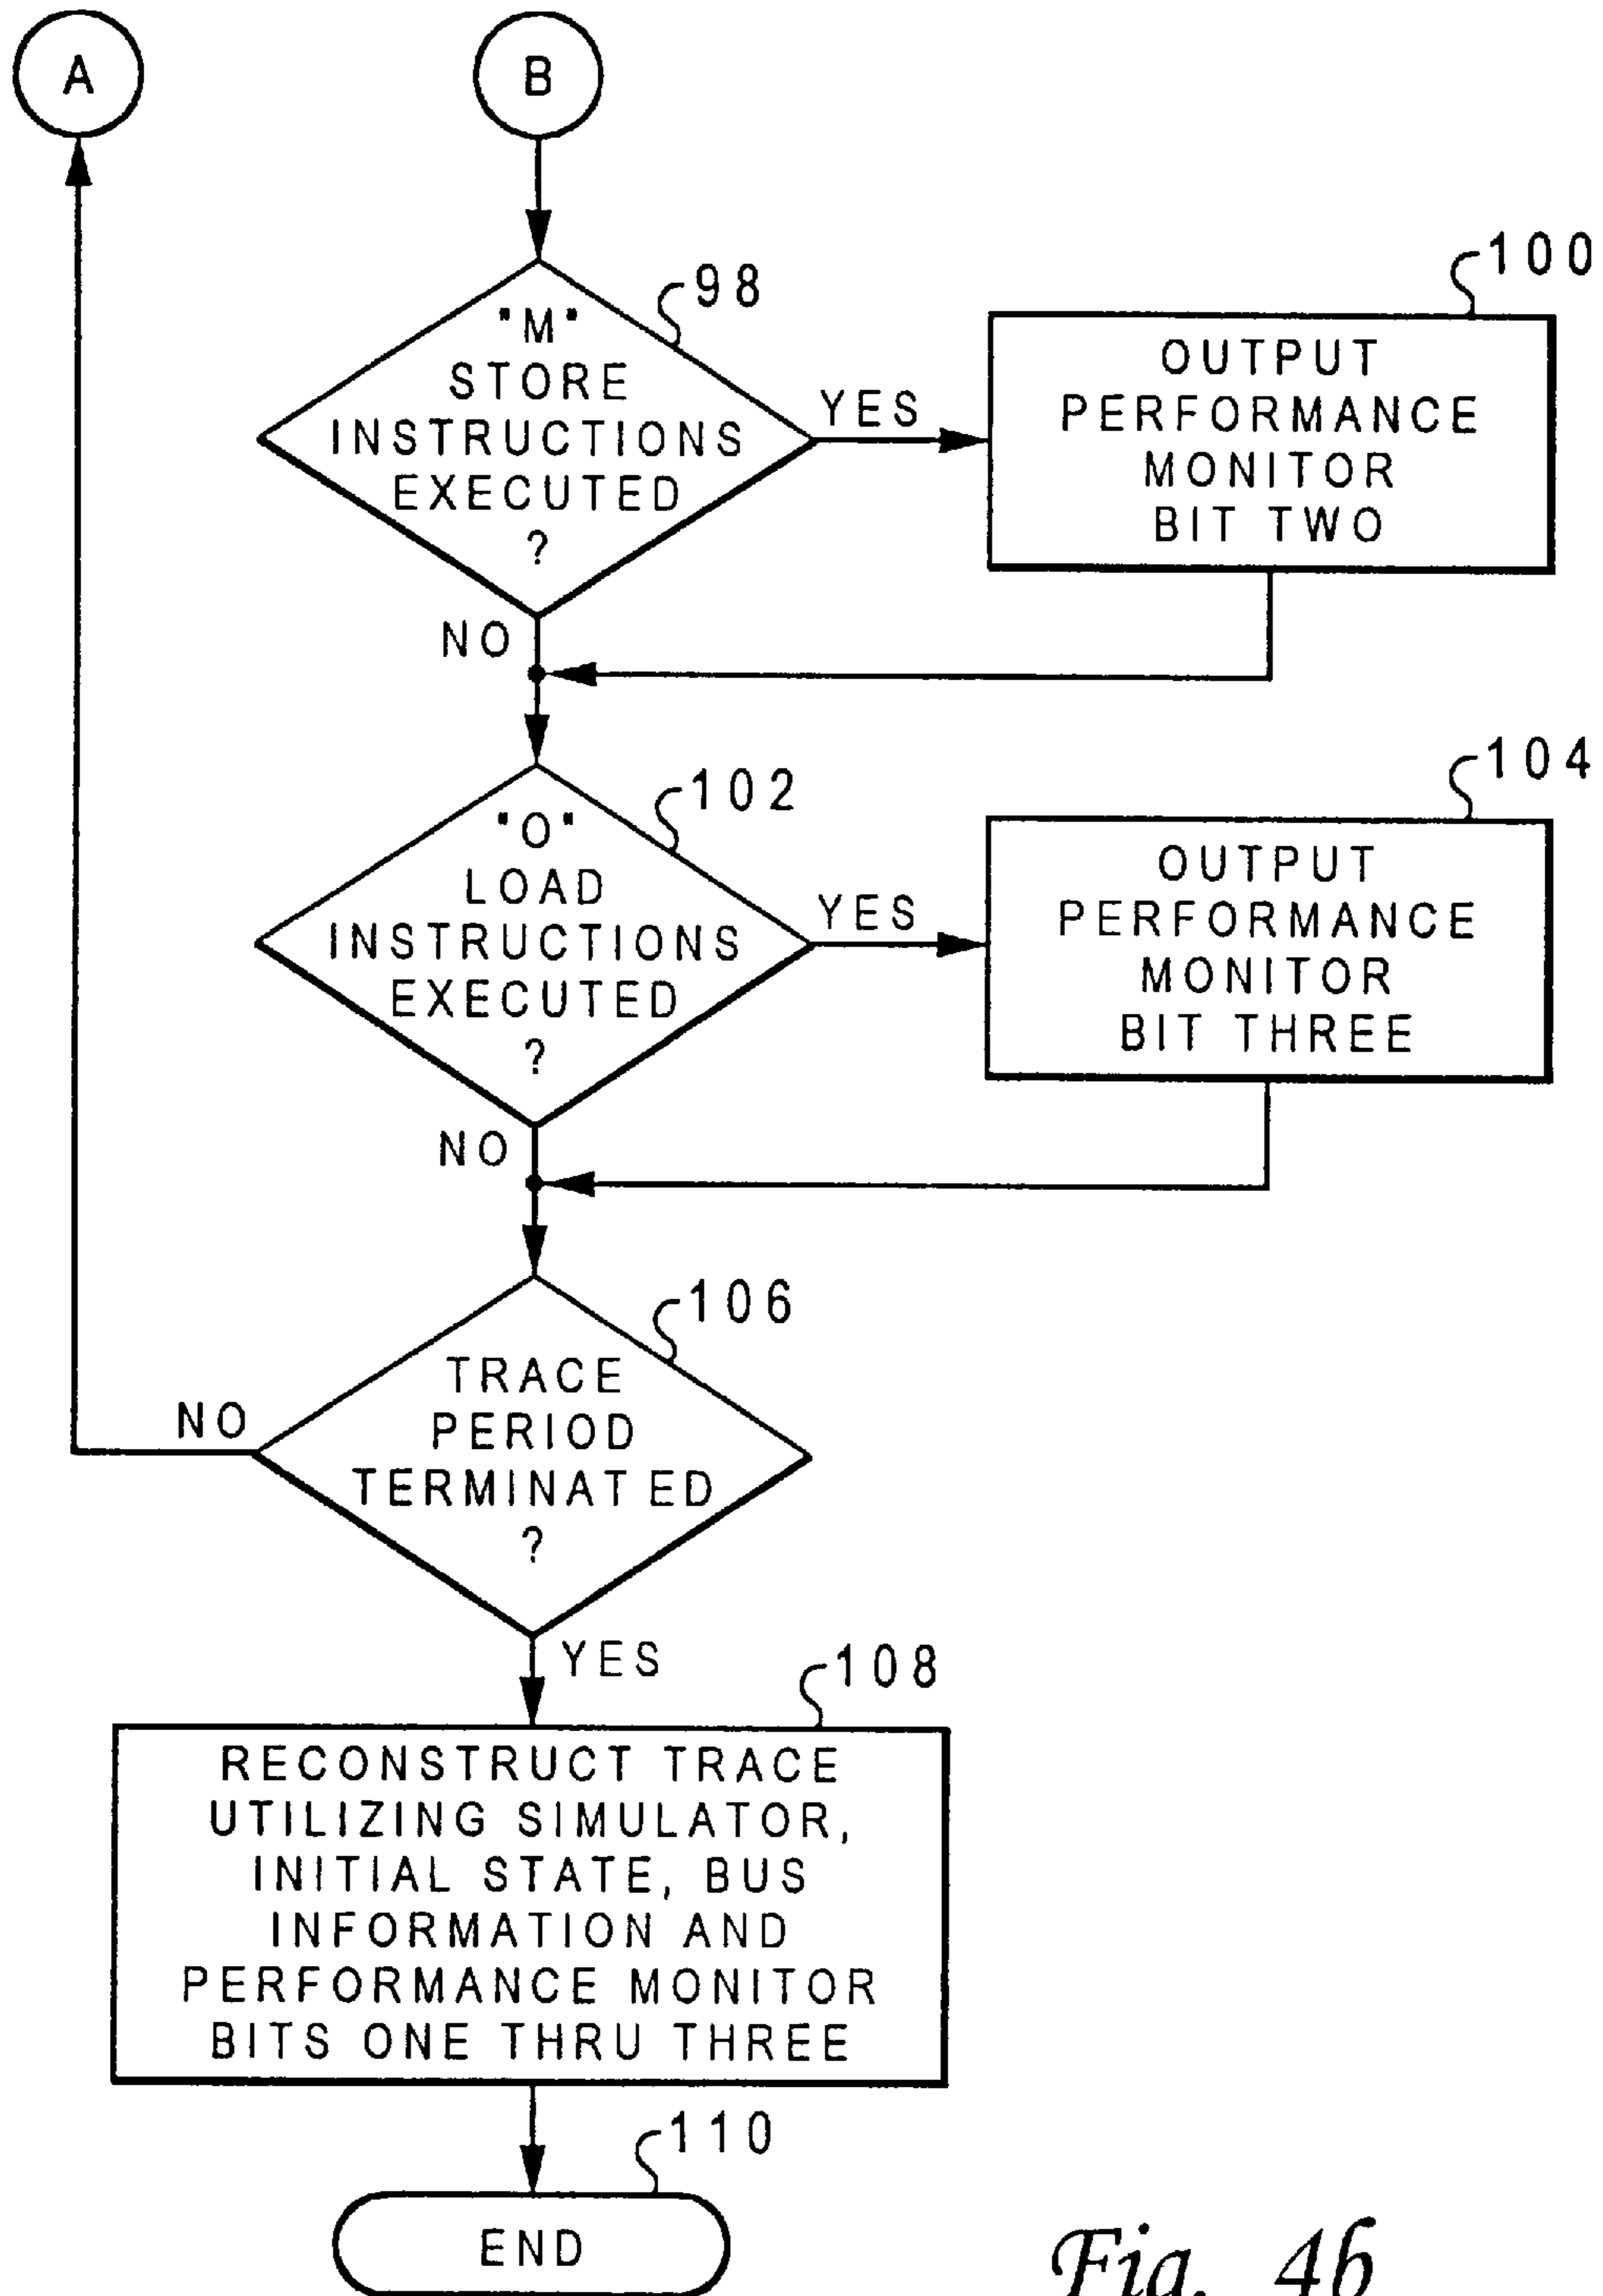 A
B
98
"M"
STORE
INSTRUCTIONS
EXECUTED
?
YES
NO
100
OUTPUT
PERFORMANCE
MONITOR
BIT TWO
102
"O"
LOAD
INSTRUCTIONS
EXECUTED
?
YES
NO
104
OUTPUT
PERFORMANCE
MONITOR
BIT THREE
106
TRACE
PERIOD
TERMINATED
?
NO
YES
108
RECONSTRUCT TRACE
UTILIZING SIMULATOR,
INITIAL STATE, BUS
INFORMATION AND
PERFORMANCE MONITOR
BITS ONE THRU THREE
110
END
Fig. 4b